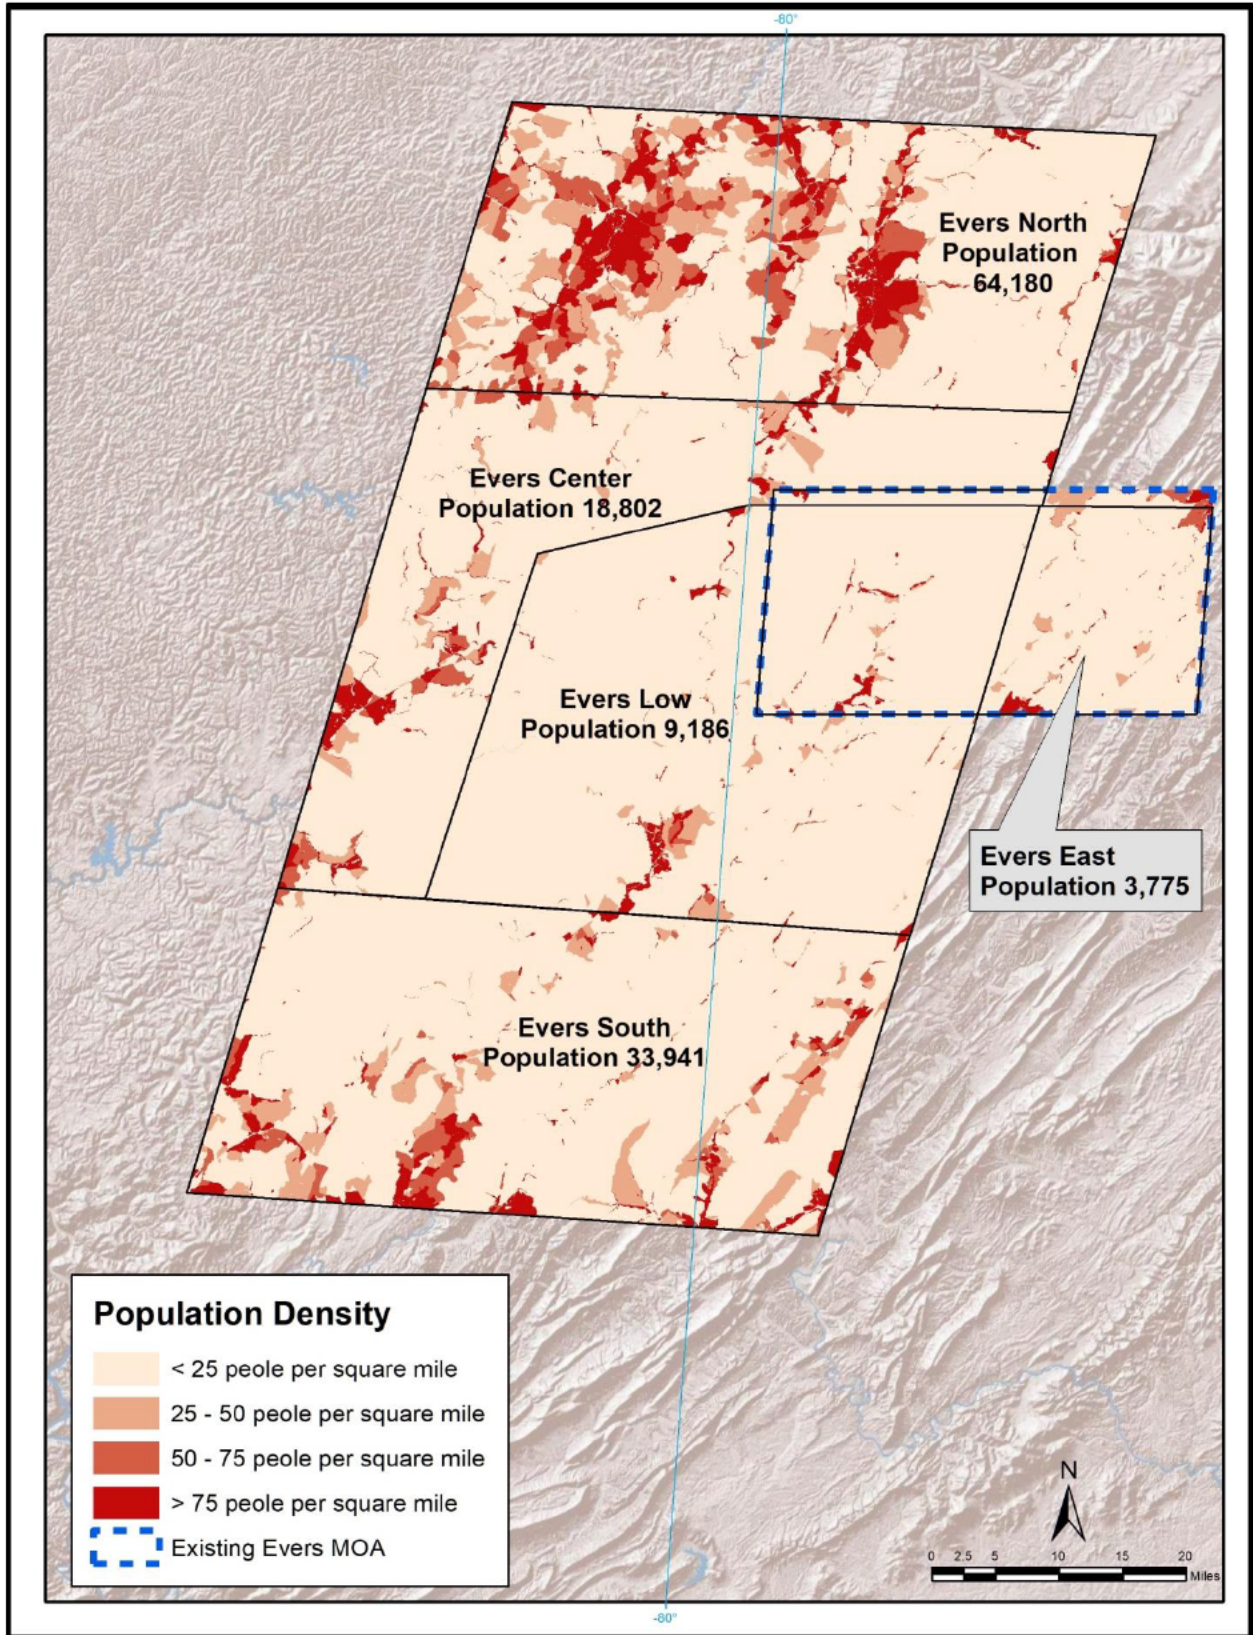 -80°
Evers North
Population
64,180
Evers Center
Population 18,802
Evers Low
Population 9,186
Evers East
Population 3,775
Evers South
Population 33,941
Population Density
< 25 peole per square mile
25 - 50 peole per square mile
50 - 75 peole per square mile
> 75 peole per square mile
Existing Evers MOA
N
0 2.5 5 10 15 20
Miles
-80°